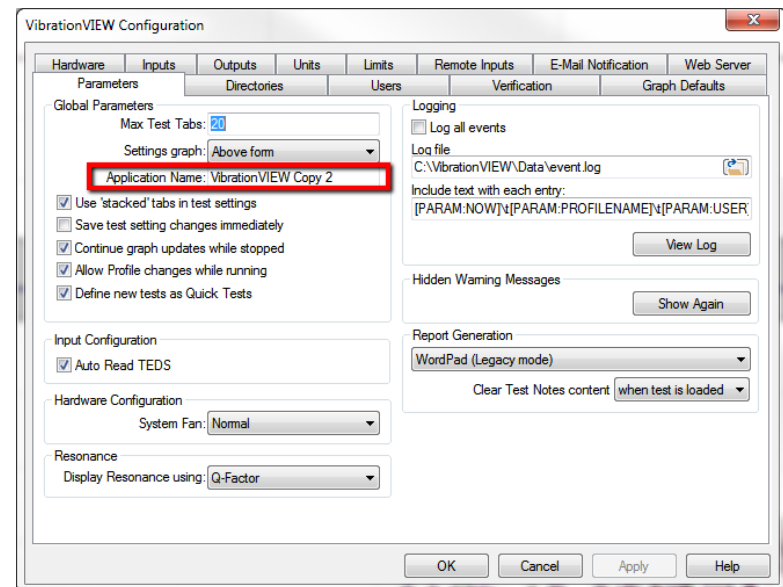 VibrationVIEW Configuration
Hardware Inputs Outputs Units Limits Remote Inputs E-Mail Notification Web Server
Parameters Directories Users Verification Graph Defaults
Global Parameters
Max Test Tabs: 20
Settings graph: Above form
Application Name: VibrationVIEW Copy 2
Use 'stacked' tabs in test settings
Save test setting changes immediately
Continue graph updates while stopped
Allow Profile changes while running
Define new tests as Quick Tests
Input Configuration
Auto Read TEDS
Hardware Configuration
System Fan: Normal
Resonance
Display Resonance using: Q-Factor
Logging
Log all events
Log file
C:\VibrationVIEW\Data\event.log
Include text with each entry:
[PARAM:NOW]\t[PARAM:PROFILENAME]\t[PARAM:USER
View Log
Hidden Warning Messages
Show Again
Report Generation
WordPad (Legacy mode)
Clear Test Notes content when test is loaded
OK Cancel Apply Help